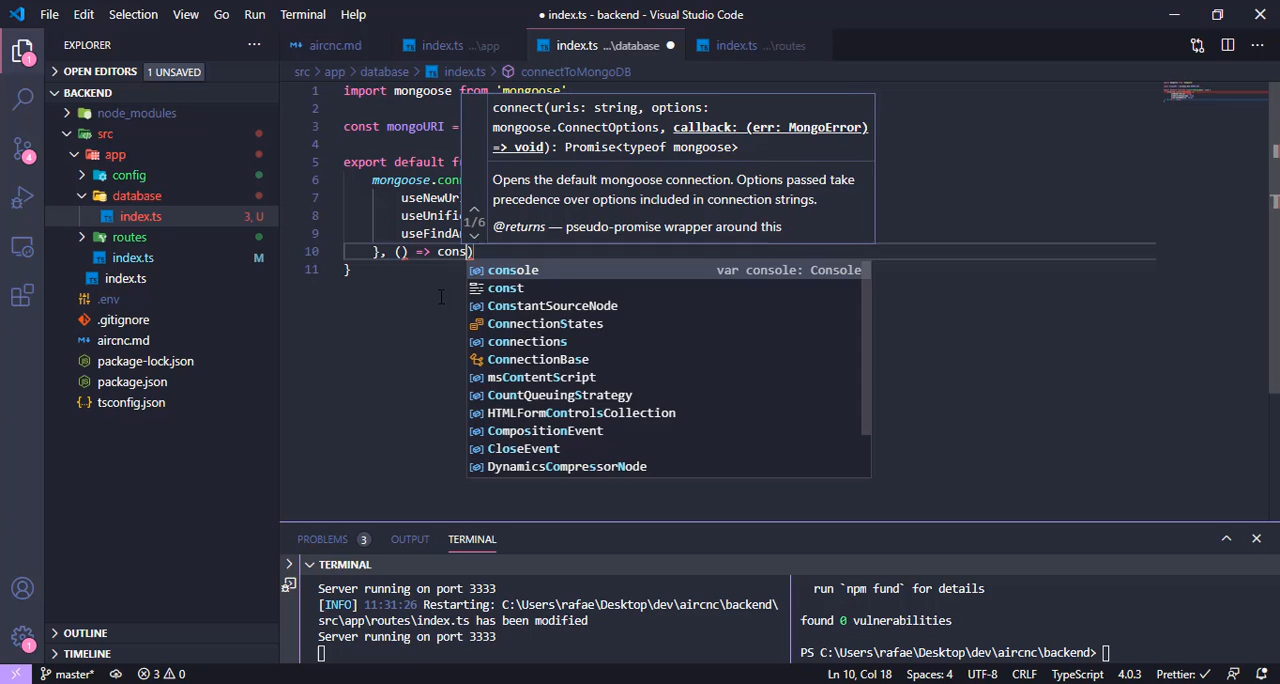 File Edit Selection View Go Run Terminal Help
● index.ts - backend - Visual Studio Code
EXPLORER
OPEN EDITORS 1 UNSAVED
BACKEND
node_modules
src
app
config
database
index.ts 3, U
routes
index.ts M
index.ts
.env
.gitignore
aircnc.md
package-lock.json
package.json
tsconfig.json
OUTLINE
TIMELINE
1
4
1
aircnc.md
index.ts ...\app
index.ts ...\database ●
index.ts ...\routes
src > app > database > index.ts > connectToMongoDB
1 import mongoose from 'mongoose'
2
3 const mongoURI =
4
5 export default f
6 mongoose.con
7 useNewUr
8 useUnifi
9 useFindA
10 }, () => cons)
11 }
connect(uris: string, options:
mongoose.ConnectOptions, callback: (err: MongoError)
=> void): Promise<typeof mongoose>
Opens the default mongoose connection. Options passed take
precedence over options included in connection strings.
1/6
@returns — pseudo-promise wrapper around this
console var console: Console
const
ConstantSourceNode
ConnectionStates
connections
ConnectionBase
msContentScript
CountQueuingStrategy
HTMLFormControlsCollection
CompositionEvent
CloseEvent
DynamicsCompressorNode
PROBLEMS 3 OUTPUT TERMINAL
TERMINAL
Server running on port 3333
[INFO] 11:31:26 Restarting: C:\Users\rafae\Desktop\dev\aircnc\backend\
src\app\routes\index.ts has been modified
Server running on port 3333
run `npm fund` for details
found 0 vulnerabilities
PS C:\Users\rafae\Desktop\dev\aircnc\backend>
1
master* 3 0
Ln 10, Col 18 Spaces: 4 UTF-8 CRLF TypeScript 4.0.3 Prettier: ✓